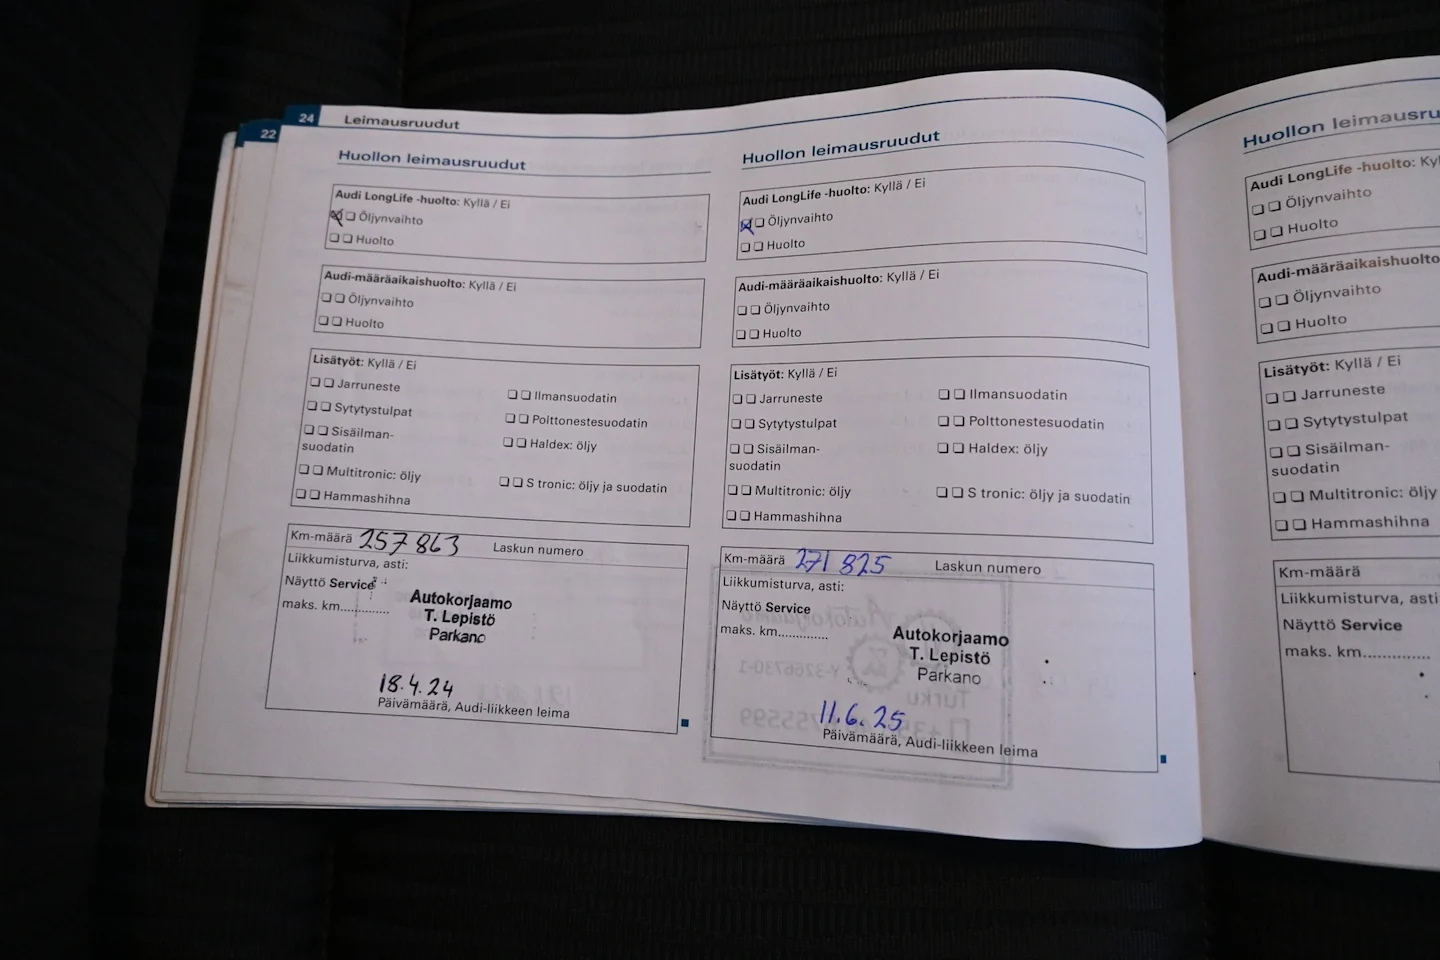 22
24 Leimausruudut
Huollon leimausruudut
Audi LongLife -huolto: Kyllä / Ei
Öljynvaihto
Huolto
Audi-määräaikaishuolto: Kyllä / Ei
Öljynvaihto
Huolto
Lisätyöt: Kyllä / Ei
Jarruneste
Sytytystulpat
Sisäilman-
suodatin
Multitronic: öljy
Hammashihna
Ilmansuodatin
Polttonestesuodatin
Haldex: öljy
S tronic: öljy ja suodatin
Km-määrä 257 863 Laskun numero
Liikkumisturva, asti:
Näyttö Service
maks. km..............
Autokorjaamo
T. Lepistö
Parkano
18.4.24
Päivämäärä, Audi-liikkeen leima
Huollon leimausruudut
Audi LongLife -huolto: Kyllä / Ei
Öljynvaihto
Huolto
Audi-määräaikaishuolto: Kyllä / Ei
Öljynvaihto
Huolto
Lisätyöt: Kyllä / Ei
Jarruneste
Sytytystulpat
Sisäilman-
suodatin
Multitronic: öljy
Hammashihna
Ilmansuodatin
Polttonestesuodatin
Haldex: öljy
S tronic: öljy ja suodatin
Km-määrä 271 825 Laskun numero
Liikkumisturva, asti:
Näyttö Service
maks. km..............
Autokorjaamo
T. Lepistö
Parkano
11.6.25
Päivämäärä, Audi-liikkeen leima
Huollon leimausru
Audi LongLife -huolto: Ky
Öljynvaihto
Huolto
Audi-määräaikaishuolto
Öljynvaihto
Huolto
Lisätyöt: Kyllä / Ei
Jarruneste
Sytytystulpat
Sisäilman-
suodatin
Multitronic: öljy
Hammashihna
Km-määrä
Liikkumisturva, asti
Näyttö Service
maks. km..............